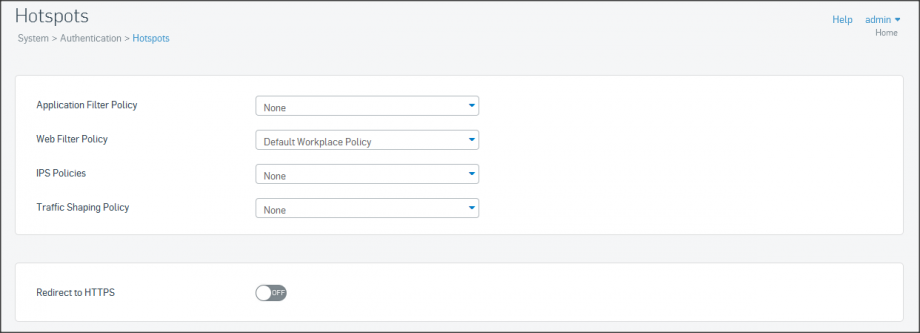 Hotspots
Help admin
Home
System > Authentication > Hotspots
Application Filter Policy None
Web Filter Policy Default Workplace Policy
IPS Policies None
Traffic Shaping Policy None
Redirect to HTTPS OFF